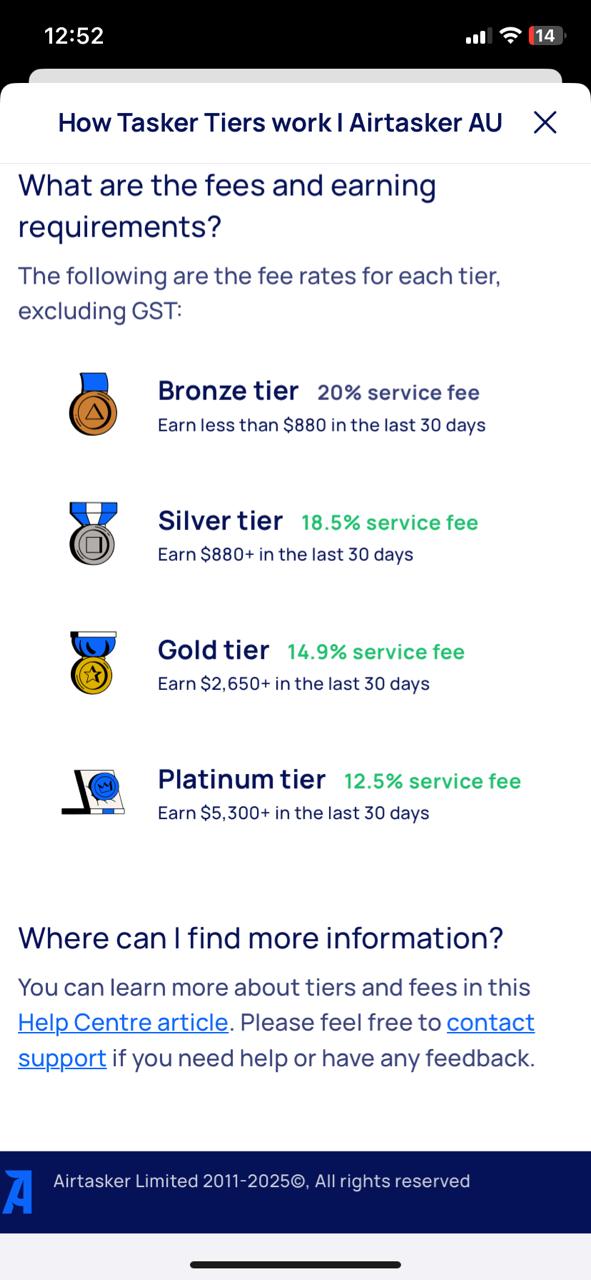 12:52
14
How Tasker Tiers work | Airtasker AU
What are the fees and earning
requirements?
The following are the fee rates for each tier,
excluding GST:
Bronze tier 20% service fee
Earn less than $880 in the last 30 days
Silver tier 18.5% service fee
Earn $880+ in the last 30 days
Gold tier 14.9% service fee
Earn $2,650+ in the last 30 days
Platinum tier 12.5% service fee
Earn $5,300+ in the last 30 days
Where can I find more information?
You can learn more about tiers and fees in this
Help Centre article. Please feel free to contact
support if you need help or have any feedback.
Airtasker Limited 2011-2025©, All rights reserved